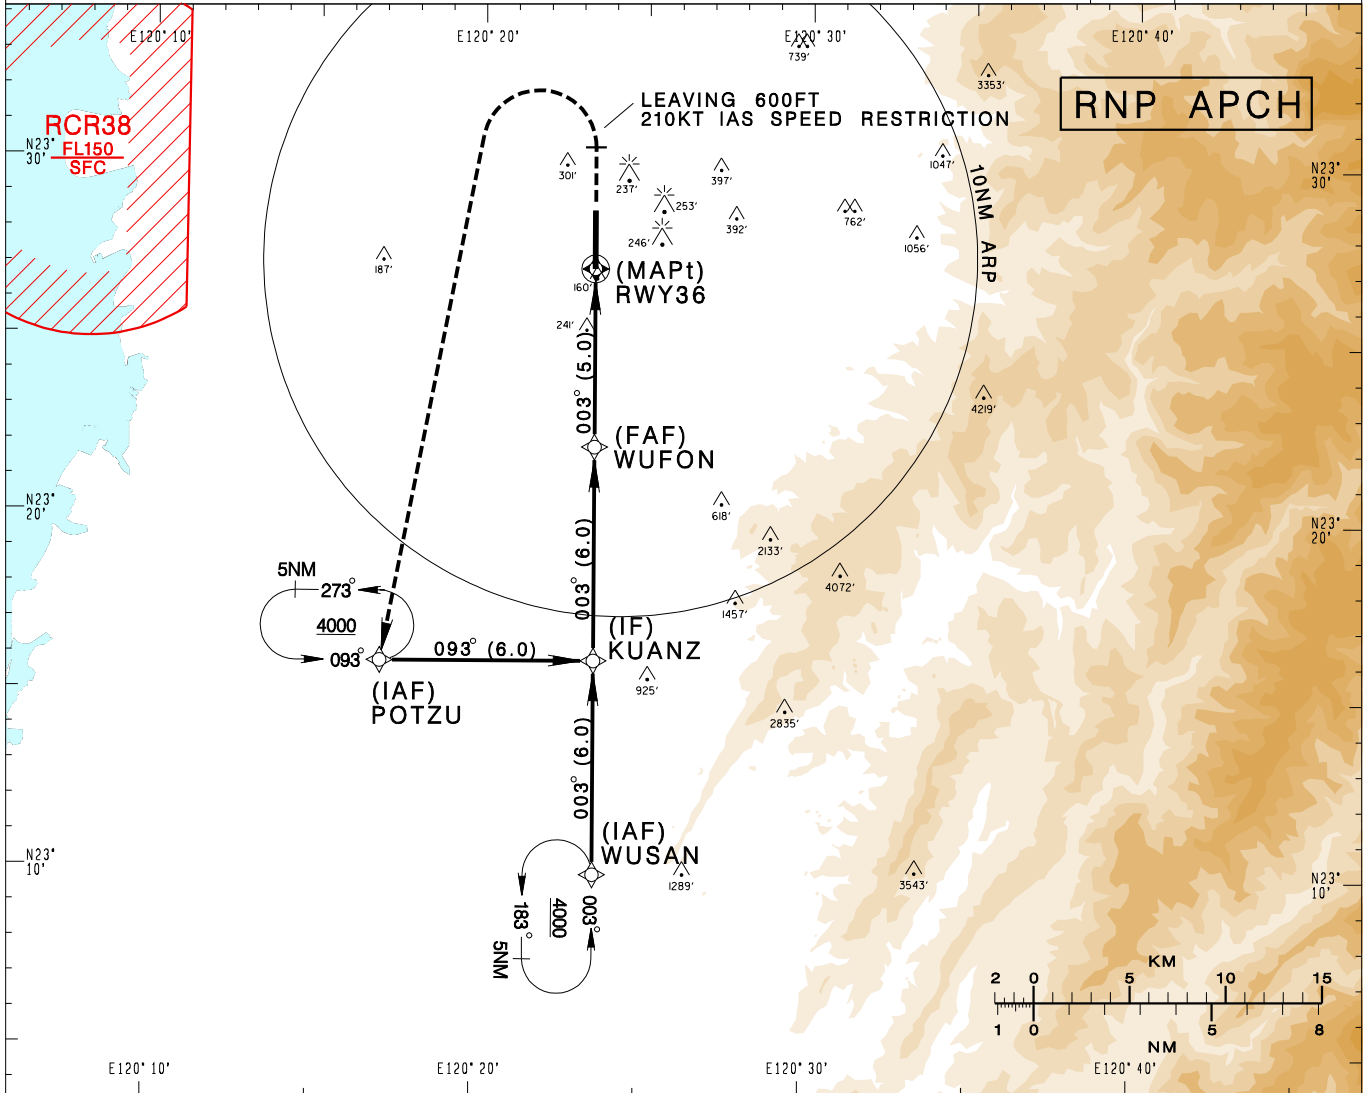 E120° 10'
E120° 20'
E120° 30'
E120° 40'
739'
3353'
RNP APCH
LEAVING 600FT
210KT IAS SPEED RESTRICTION
RCR38
FL150
SFC
N23°
30'
N23°
30'
301'
237'
397'
1047'
253'
392'
762'
1056'
246'
187'
10NM ARP
(MAPt)
RWY36
160'
241'
003° (5.0)
4219'
(FAF)
WUFON
N23°
20'
N23°
20'
618'
2133'
003° (6.0)
4072'
1457'
5NM
273°
4000
093°
093° (6.0)
(IF)
KUANZ
925'
(IAF)
POTZU
2835'
003° (6.0)
(IAF)
WUSAN
1289'
3543'
N23°
10'
N23°
10'
183°
4000
003°
5NM
KM
2 0 5 10 15
1 0 5 8
NM
E120° 10'
E120° 20'
E120° 30'
E120° 40'